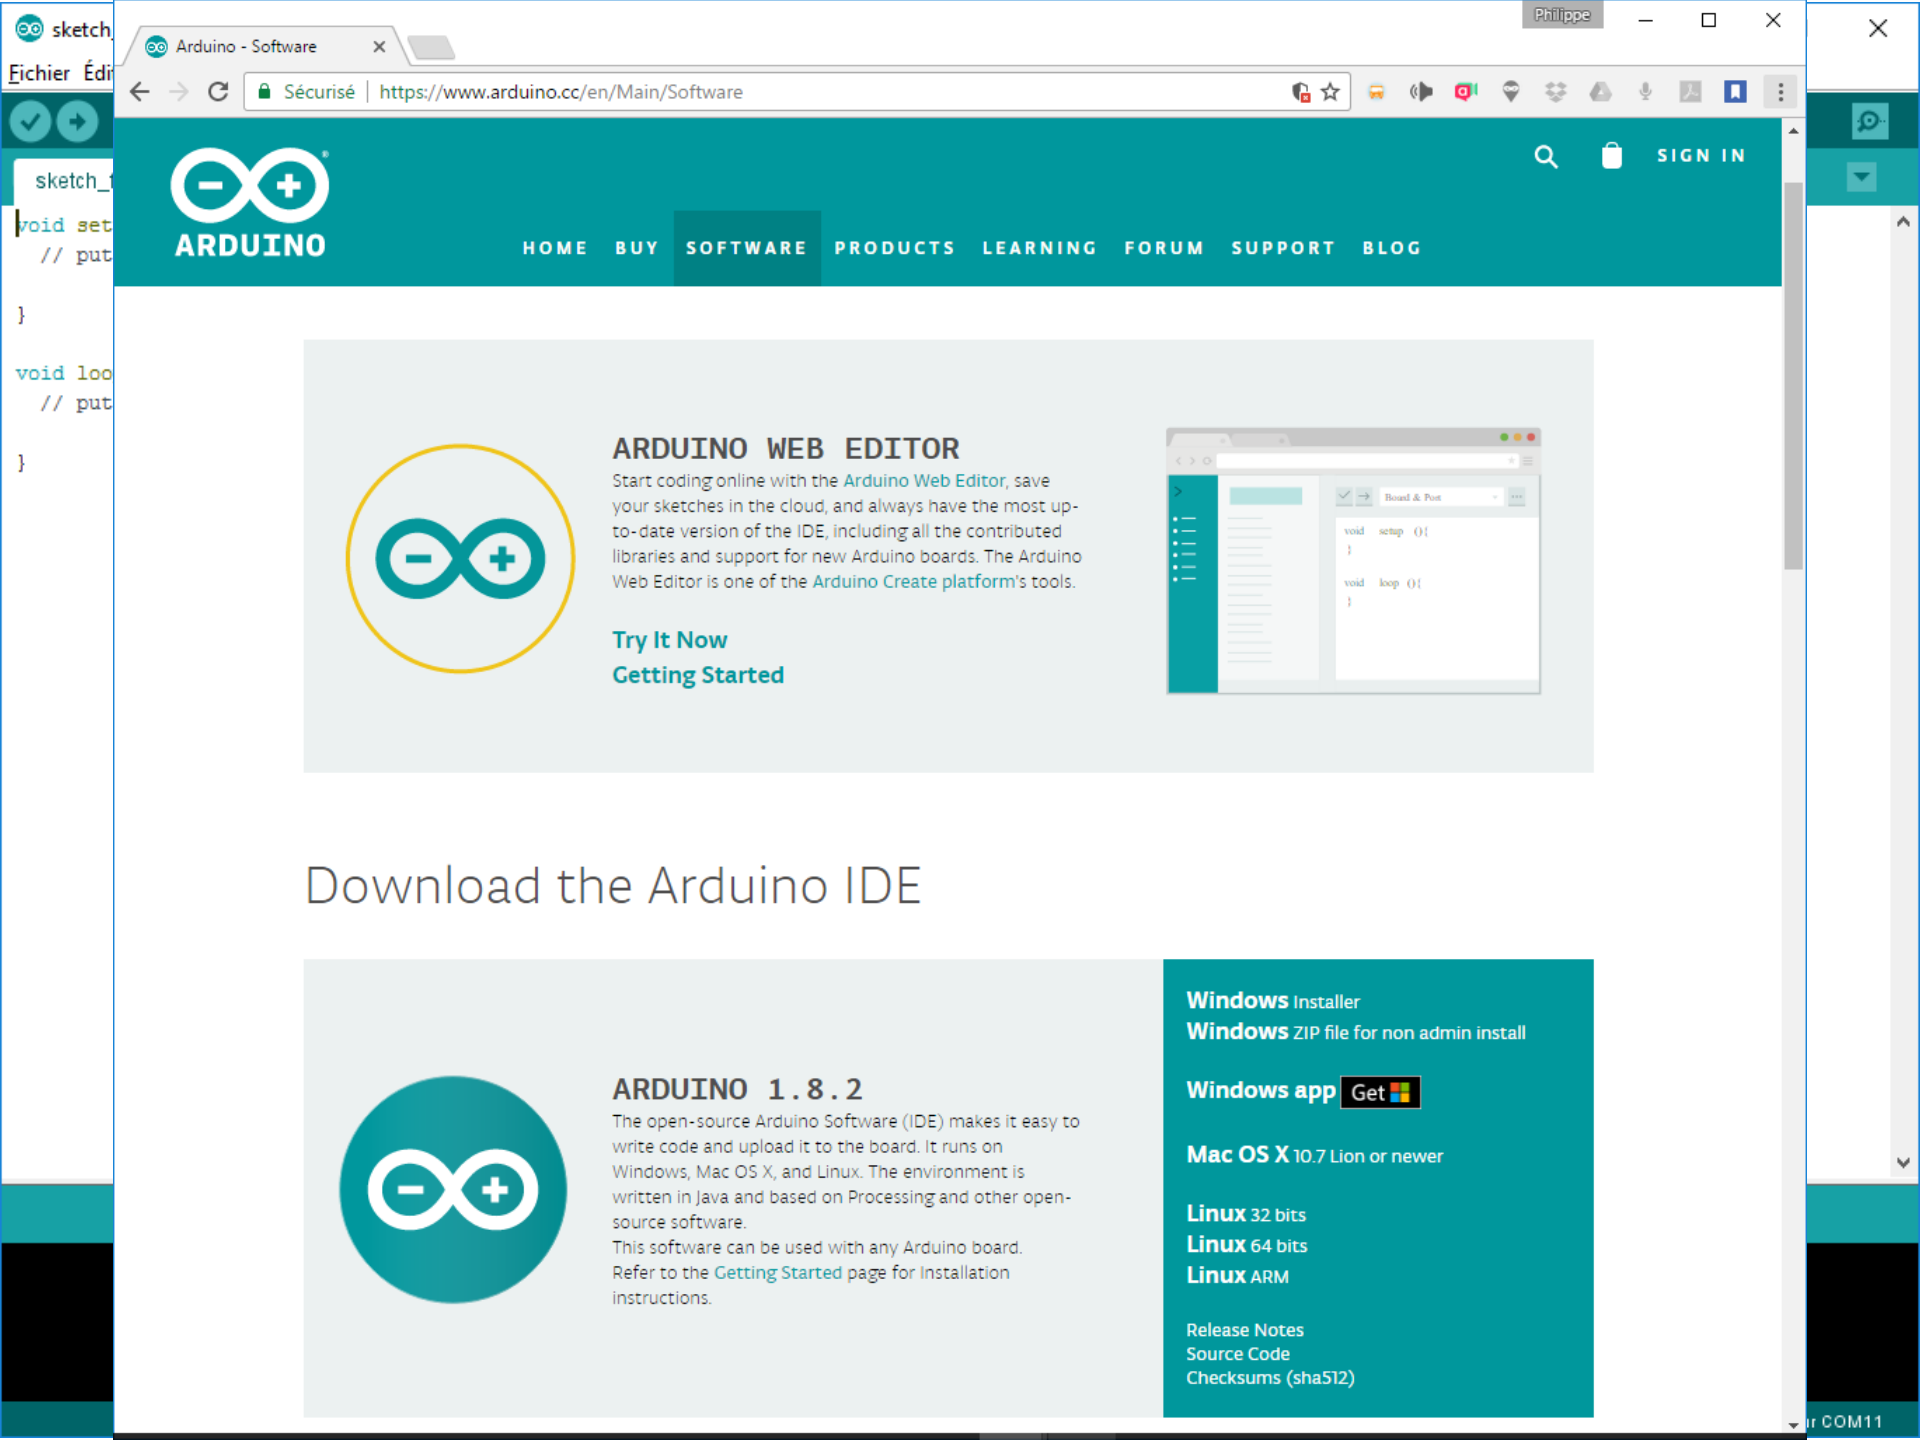 sketch_
Fichier Édi
sketch_f
void set
// put
}
void loo
// put
}
Philippe
Arduino - Software
Sécurisé https://www.arduino.cc/en/Main/Software
SIGN IN
ARDUINO
HOME BUY SOFTWARE PRODUCTS LEARNING FORUM SUPPORT BLOG
ARDUINO WEB EDITOR
Start coding online with the Arduino Web Editor, save
your sketches in the cloud, and always have the most up-
to-date version of the IDE, including all the contributed
libraries and support for new Arduino boards. The Arduino
Web Editor is one of the Arduino Create platform's tools.
Try It Now
Getting Started
Board & Port
void setup (){
}
void loop (){
}
Download the Arduino IDE
ARDUINO 1.8.2
The open-source Arduino Software (IDE) makes it easy to
write code and upload it to the board. It runs on
Windows, Mac OS X, and Linux. The environment is
written in Java and based on Processing and other open-
source software.
This software can be used with any Arduino board.
Refer to the Getting Started page for Installation
instructions.
Windows Installer
Windows ZIP file for non admin install
Windows app Get
Mac OS X 10.7 Lion or newer
Linux 32 bits
Linux 64 bits
Linux ARM
Release Notes
Source Code
Checksums (sha512)
ur COM11